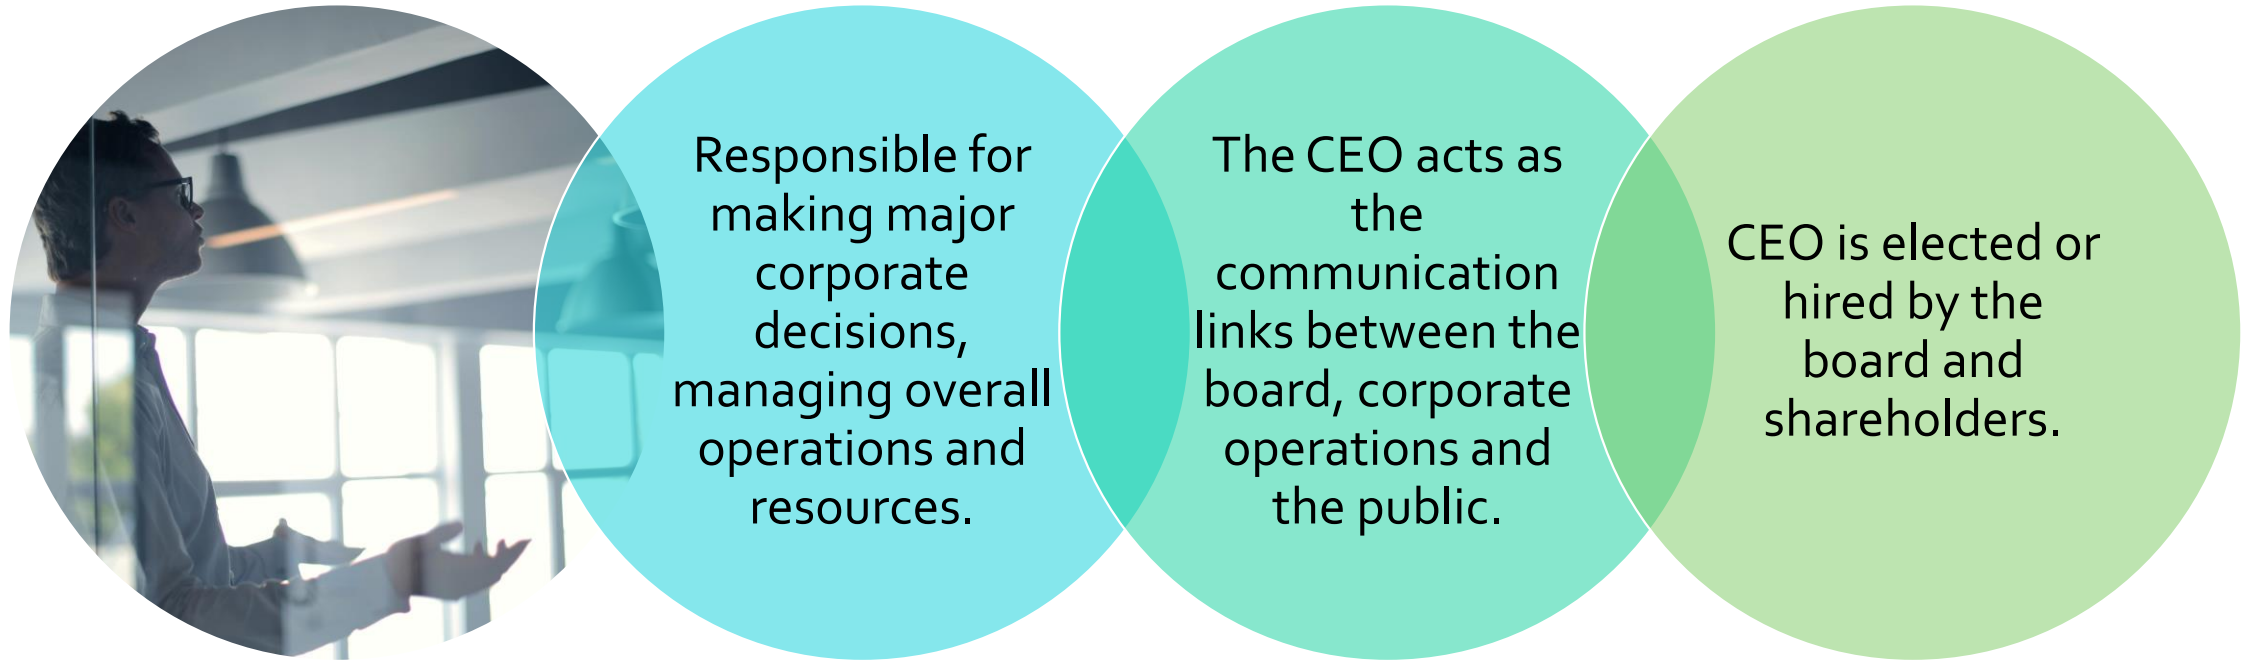 Responsible for
making major
corporate
decisions,
managing overall
operations and
resources.
The CEO acts as
the
communication
links between the
board, corporate
operations and
the public.
CEO is elected or
hired by the
board and
shareholders.